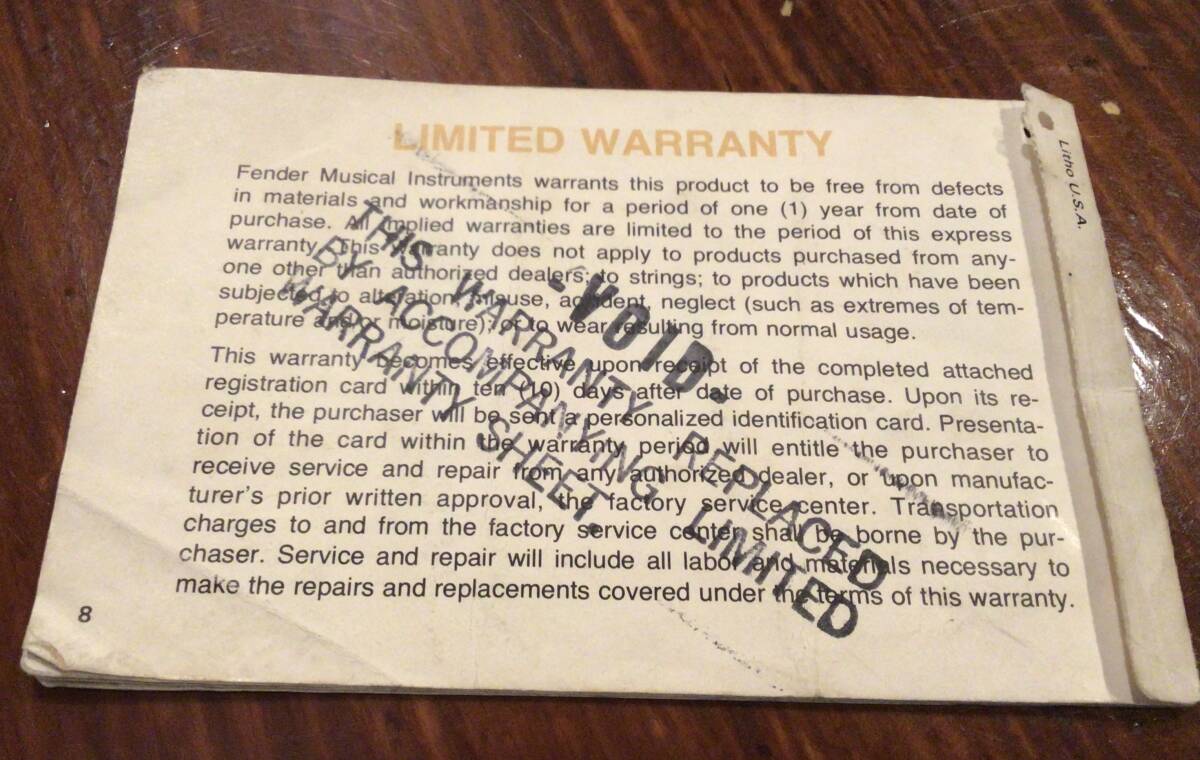 LIMITED WARRANTY
Fender Musical Instruments warrants this product to be free from defects
in materials and workmanship for a period of one (1) year from date of
purchase. All implied warranties are limited to the period of this express
warranty. This warranty does not apply to products purchased from any-
one other than authorized dealers; to strings; to products which have been
subjected to alteration, misuse, accident, neglect (such as extremes of tem-
perature and/or moisture); or to wear resulting from normal usage.
This warranty becomes effective upon receipt of the completed attached
registration card within ten (10) days after date of purchase. Upon its re-
ceipt, the purchaser will be sent a personalized identification card. Presenta-
tion of the card within the warranty period will entitle the purchaser to
receive service and repair from any authorized dealer, or upon manufac-
turer's prior written approval, the factory service center. Transportation
charges to and from the factory service center shall be borne by the pur-
chaser. Service and repair will include all labor and materials necessary to
make the repairs and replacements covered under the terms of this warranty.
8
-VOID-
THIS WARRANTY REPLACED
BY ACCOMPANYING LIMITED
WARRANTY SHEET.
Litho U.S.A.